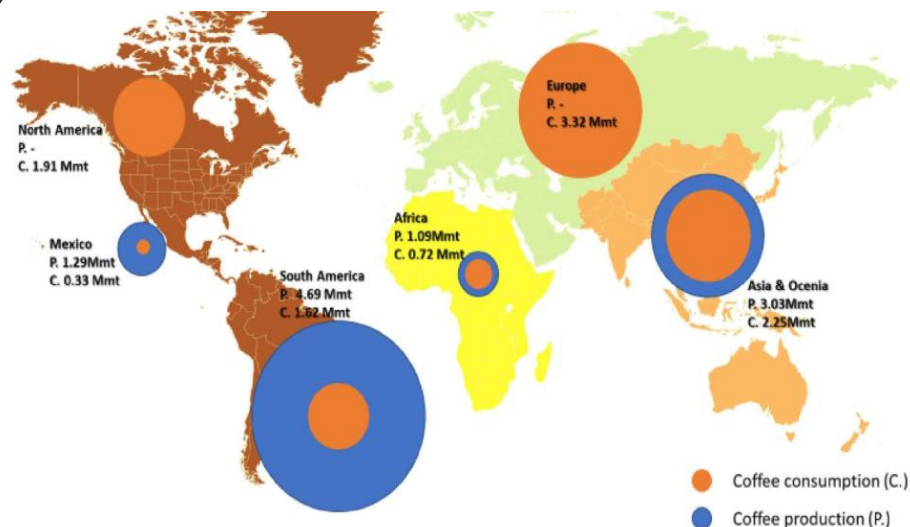 North America
P. -
C. 1.91 Mmt
Europe
P. -
C. 3.32 Mmt
Mexico
P. 1.29Mmt
C. 0.33 Mmt
Africa
P. 1.09Mmt
C. 0.72 Mmt
South America
P. 4.69 Mmt
C. 1.62 Mmt
Asia & Ocenia
P. 3.03Mmt
C. 2.25Mmt
Coffee consumption (C.)
Coffee production (P.)